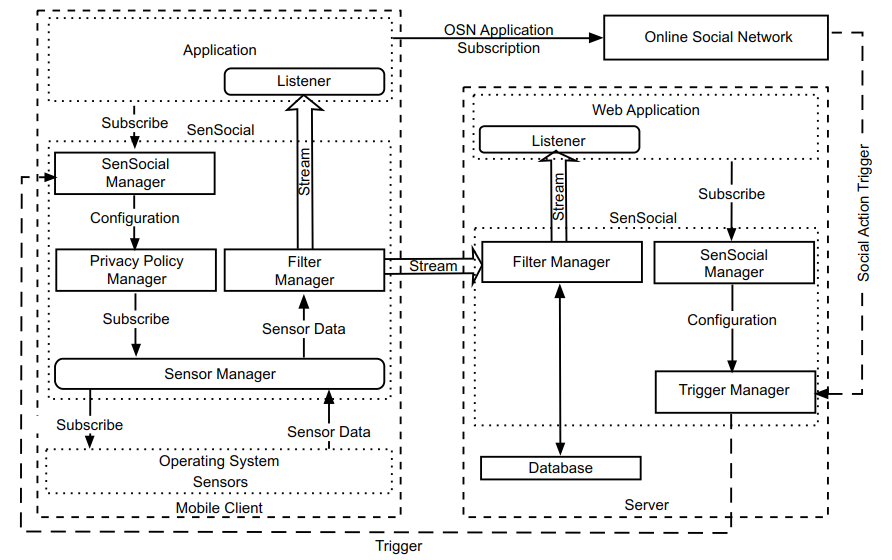 OSN Application
Subscription
Online Social Network
Application
Listener
Subscribe
SenSocial
SenSocial
Manager
Stream
Configuration
Privacy Policy
Manager
Filter
Manager
Subscribe
Sensor Data
Sensor Manager
Subscribe
Sensor Data
Operating System
Sensors
Mobile Client
Stream
Web Application
Listener
Stream
Subscribe
SenSocial
Filter Manager
SenSocial
Manager
Configuration
Trigger Manager
Database
Server
Social Action Trigger
Trigger